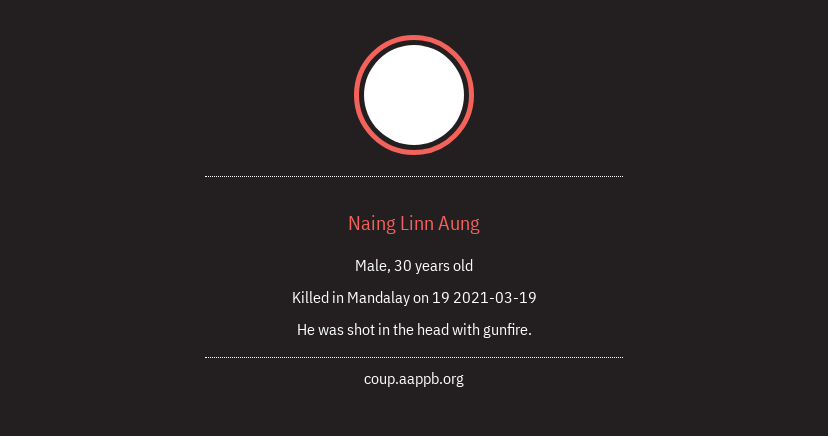 Naing Linn Aung
Male, 30 years old
Killed in Mandalay on 19 2021-03-19
He was shot in the head with gunfire.
coup.aappb.org